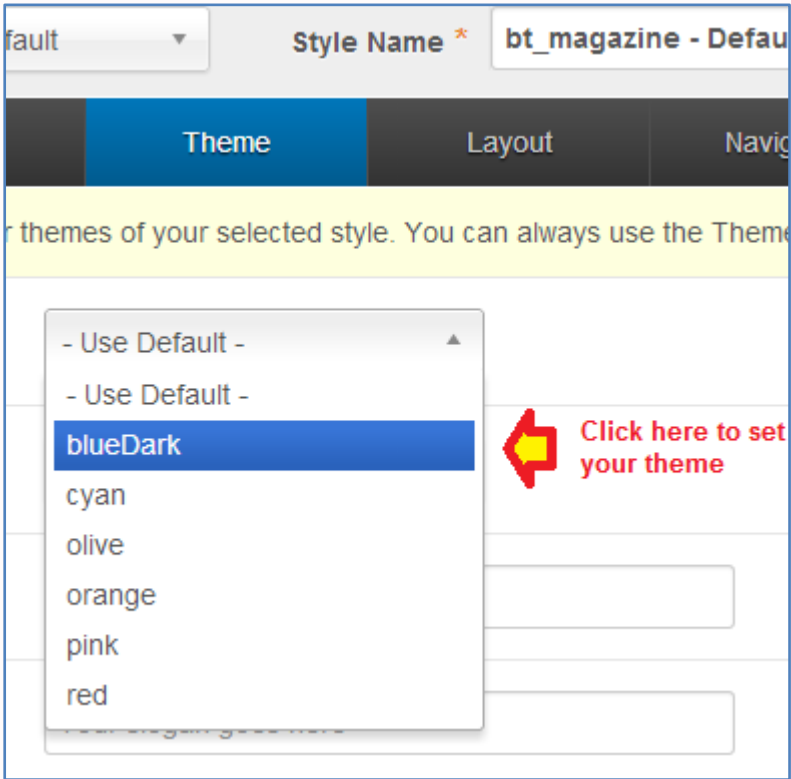 fault
Style Name *
bt_magazine - Defau
Theme
Layout
Navig
r themes of your selected style. You can always use the Theme
- Use Default -
- Use Default -
blueDark
cyan
olive
orange
pink
red
Click here to set
your theme